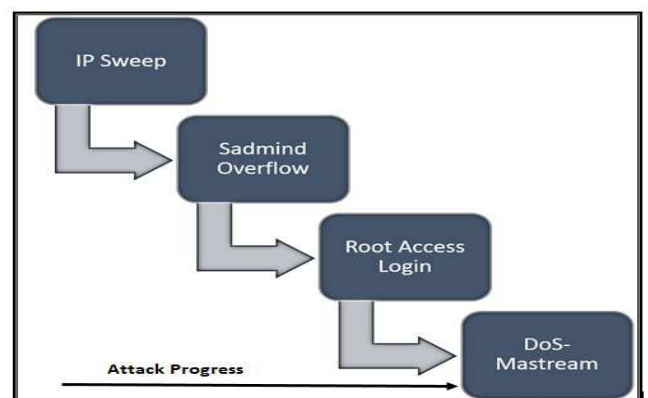 IP Sweep
Sadmind
Overflow
Root Access
Login
DoS-
Mastream
Attack Progress